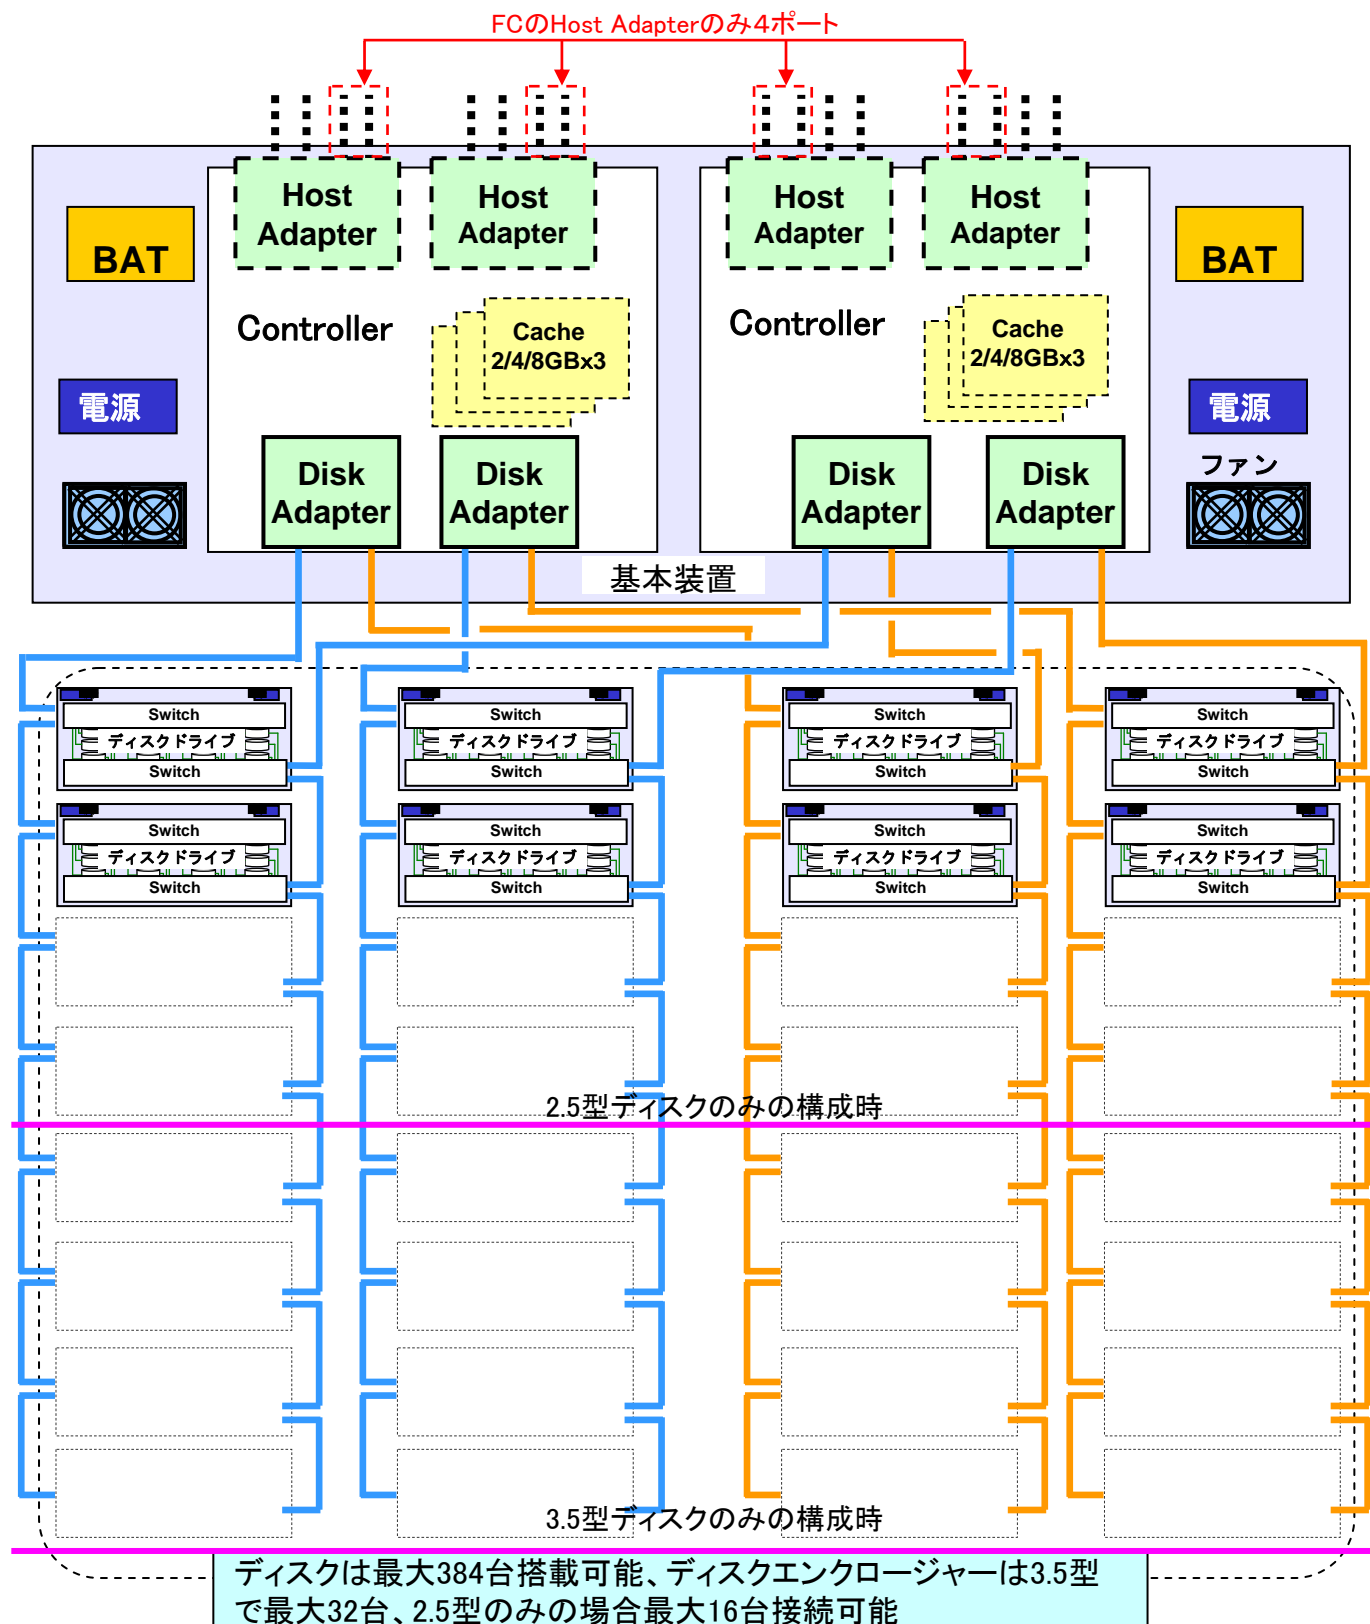 FCのHost Adapterのみ4ポート
Host Adapter
Host Adapter
Host Adapter
Host Adapter
BAT
BAT
Controller
Controller
Cache
2/4/8GBx3
Cache
2/4/8GBx3
電源
電源
ファン
Disk Adapter
Disk Adapter
Disk Adapter
Disk Adapter
基本装置
Switch
ディスクドライブ
Switch
Switch
ディスクドライブ
Switch
Switch
ディスクドライブ
Switch
Switch
ディスクドライブ
Switch
Switch
ディスクドライブ
Switch
Switch
ディスクドライブ
Switch
Switch
ディスクドライブ
Switch
Switch
ディスクドライブ
Switch
2.5型ディスクのみの構成時
3.5型ディスクのみの構成時
ディスクは最大384台搭載可能、ディスクエンクロージャーは3.5型
で最大32台、2.5型のみの場合最大16台接続可能